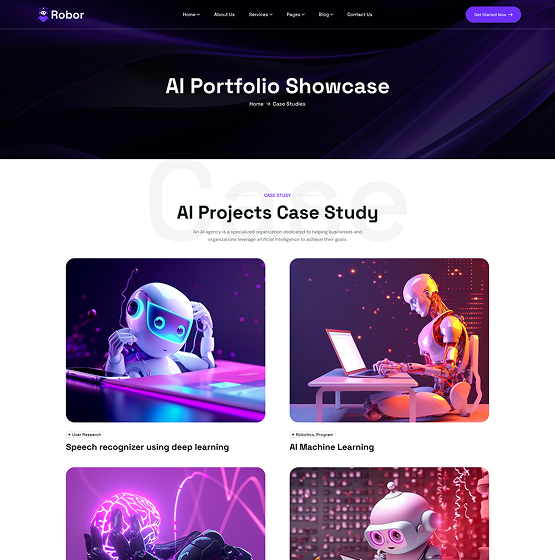 Robor
Home About Us Services Pages Blog Contact Us
Get Started Now →
AI Portfolio Showcase
Home → Case Studies
Case
CASE STUDY
AI Projects Case Study
An AI agency is a specialized organization dedicated to helping businesses and
organizations leverage artificial intelligence to achieve their goals.
User Research
Robotics, Program
Speech recognizer using deep learning
AI Machine Learning